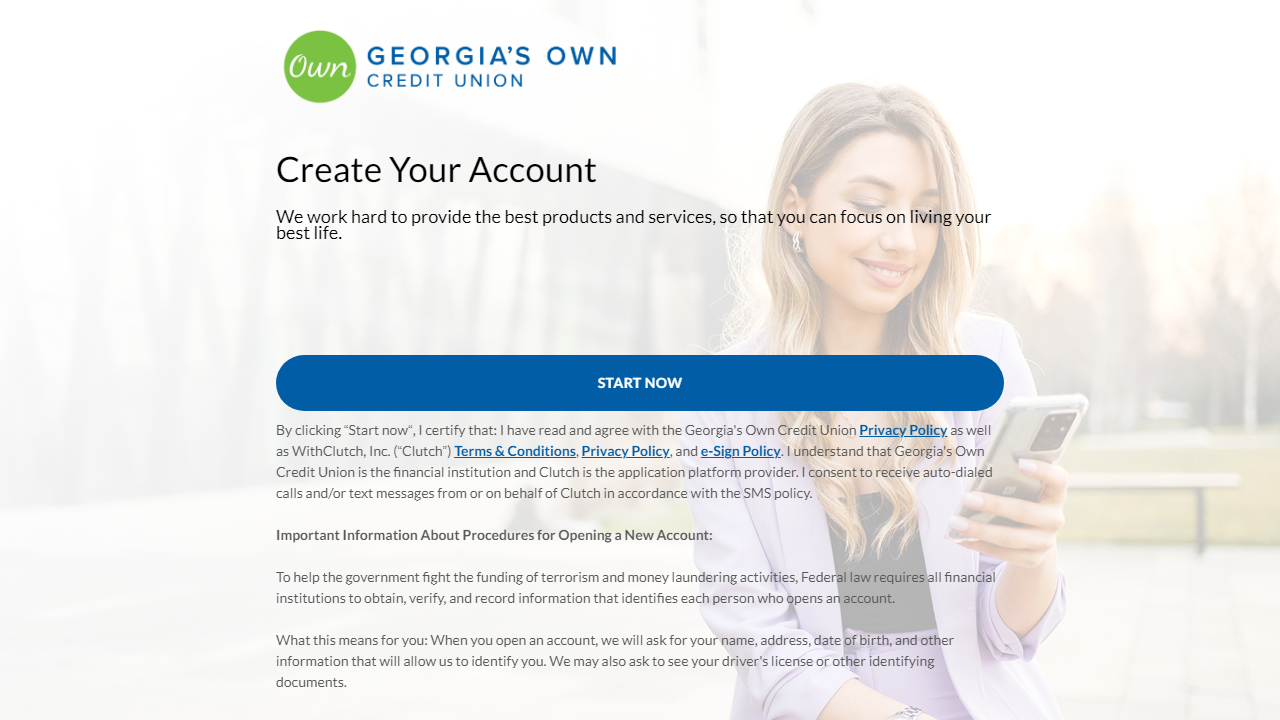 Own
GEORGIA'S OWN
CREDIT UNION
Create Your Account
We work hard to provide the best products and services, so that you can focus on living your
best life.
START NOW
By clicking “Start now“, I certify that: I have read and agree with the Georgia's Own Credit Union Privacy Policy as well
as WithClutch, Inc. (“Clutch”) Terms & Conditions, Privacy Policy, and e-Sign Policy. I understand that Georgia's Own
Credit Union is the financial institution and Clutch is the application platform provider. I consent to receive auto-dialed
calls and/or text messages from or on behalf of Clutch in accordance with the SMS policy.
Important Information About Procedures for Opening a New Account:
To help the government fight the funding of terrorism and money laundering activities, Federal law requires all financial
institutions to obtain, verify, and record information that identifies each person who opens an account.
What this means for you: When you open an account, we will ask for your name, address, date of birth, and other
information that will allow us to identify you. We may also ask to see your driver's license or other identifying
documents.